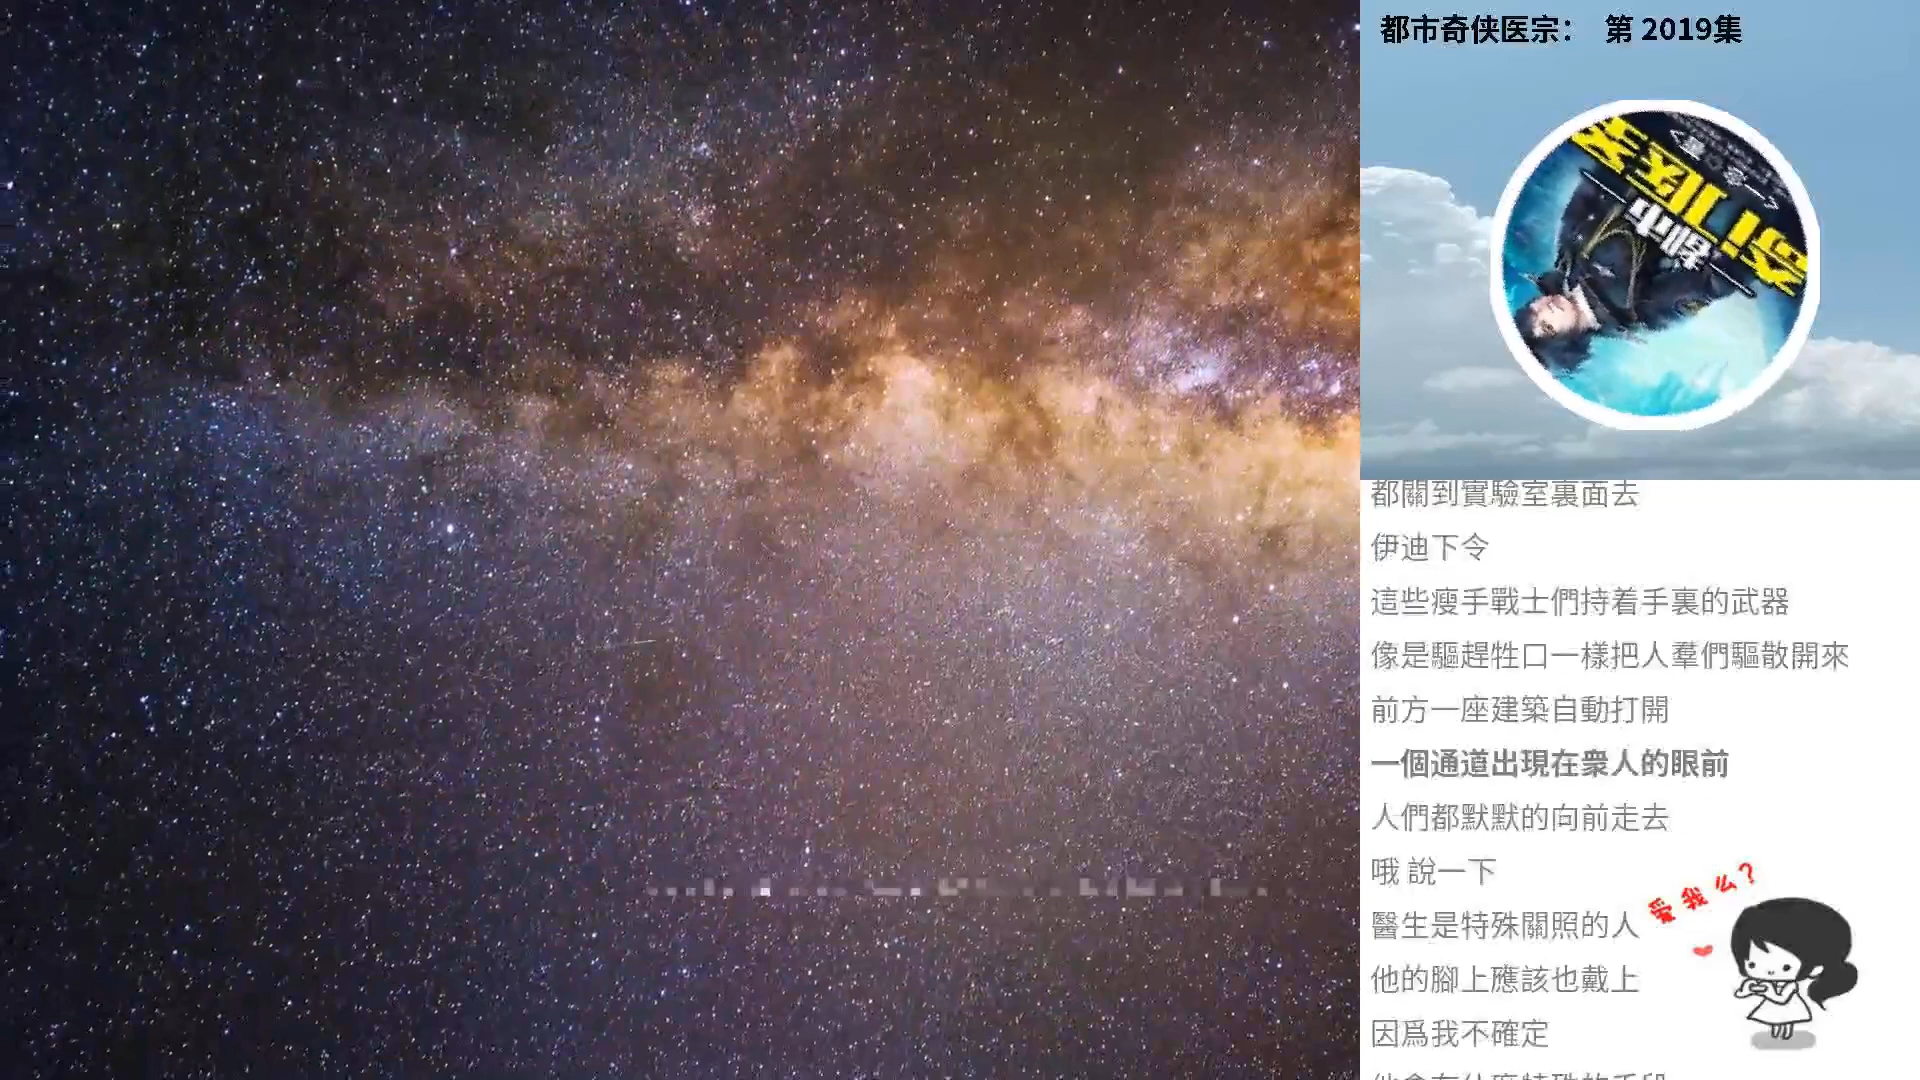 都市奇侠医宗： 第 2019集
都市
都關到實驗室裏面去
伊迪下令
這些瘦手戰士們持着手裏的武器
像是驅趕牲口一樣把人羣們驅散開來
前方一座建築自動打開
一個通道出現在衆人的眼前
人們都默默的向前走去
哦 說一下
醫生是特殊關照的人
爱我么？
他的腳上應該也戴上
因爲我不確定